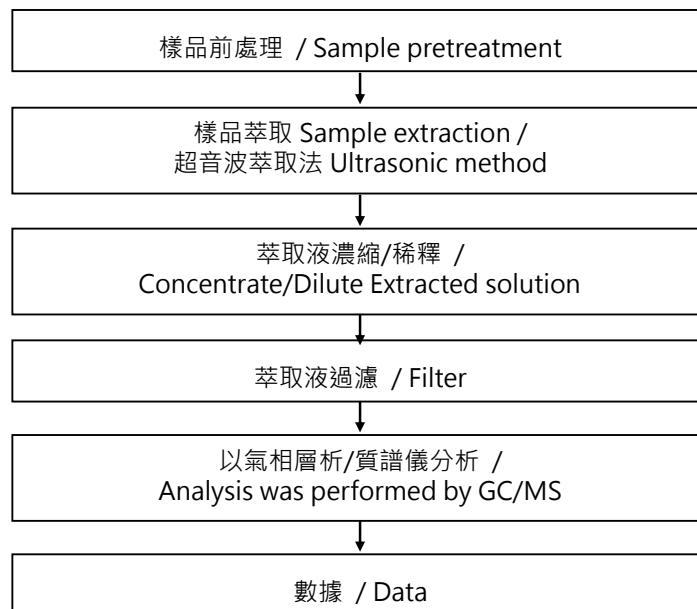 樣品前處理 / Sample pretreatment
樣品萃取 Sample extraction /
超音波萃取法 Ultrasonic method
萃取液濃縮/稀釋 /
Concentrate/Dilute Extracted solution
萃取液過濾 / Filter
以氣相層析/質譜儀分析 /
Analysis was performed by GC/MS
數據 / Data